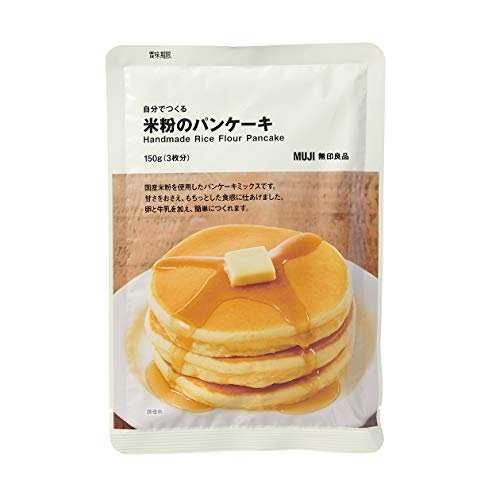 賞味期限
自分でつくる
米粉のパンケーキ
Handmade Rice Flour Pancake
150g(3枚分)
MUJI 無印良品
国産米粉を使用したパンケーキミックスです。
甘さをおさえ、もちっとした食感に仕あげました。
卵と牛乳を加え、簡単につくれます。
調理例